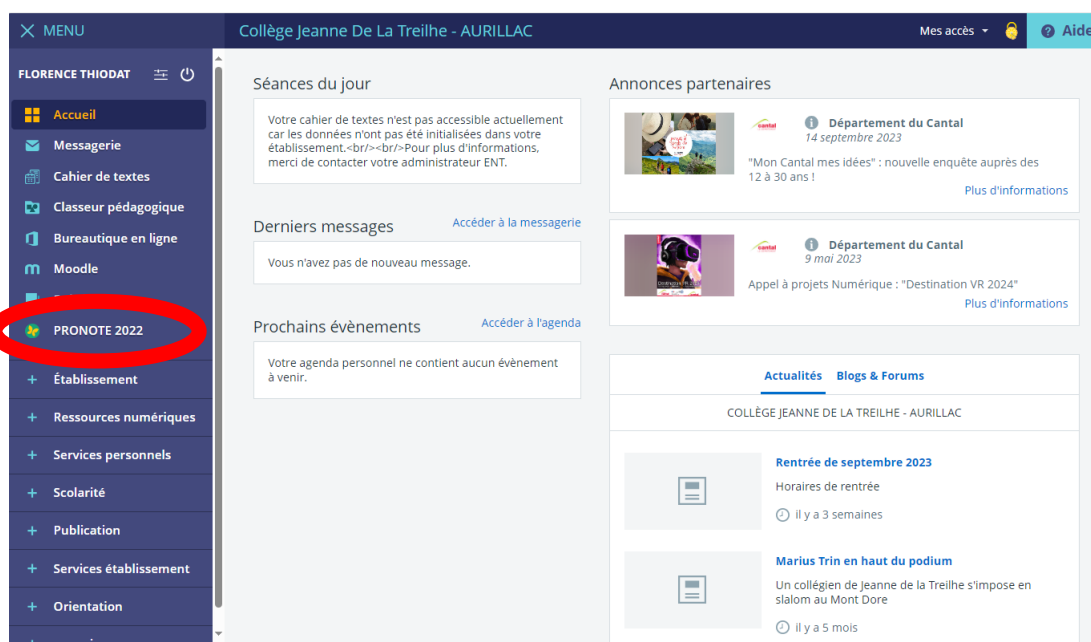 MENU
Collège Jeanne De La Treilhe - AURILLAC
Mes accès
Aide
FLORENCE THIODAT
Accueil
Messagerie
Cahier de textes
Classeur pédagogique
Bureautique en ligne
Moodle
PRONOTE 2022
+ Établissement
+ Ressources numériques
+ Services personnels
+ Scolarité
+ Publication
+ Services établissement
+ Orientation
Séances du jour
Votre cahier de textes n'est pas accessible actuellement
car les données n'ont pas été initialisées dans votre
établissement.<br/><br/>Pour plus d'informations,
merci de contacter votre administrateur ENT.
Derniers messages
Accéder à la messagerie
Vous n'avez pas de nouveau message.
Prochains évènements
Accéder à l'agenda
Votre agenda personnel ne contient aucun évènement
à venir.
Annonces partenaires
cantal
Département du Cantal
14 septembre 2023
"Mon Cantal mes idées" : nouvelle enquête auprès des
12 à 30 ans !
Plus d'informations
cantal
Département du Cantal
9 mai 2023
Appel à projets Numérique : "Destination VR 2024"
Plus d'informations
Actualités Blogs & Forums
COLLÈGE JEANNE DE LA TREILHE - AURILLAC
Rentrée de septembre 2023
Horaires de rentrée
il y a 3 semaines
Marius Trin en haut du podium
Un collégien de Jeanne de la Treilhe s'impose en
slalom au Mont Dore
il y a 5 mois